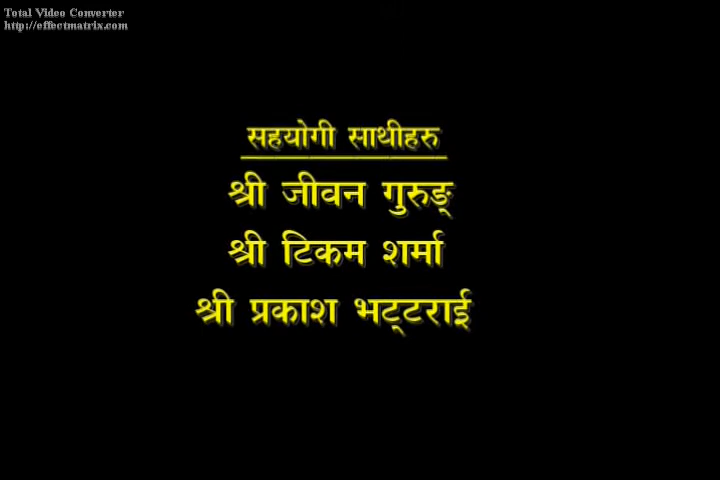 Total Video Converter
http://effectmatrix.com
सहयोगी साथीहरु
श्री जीवन गुरुङ्
श्री टिकम शर्मा
श्री प्रकाश भट्टराई